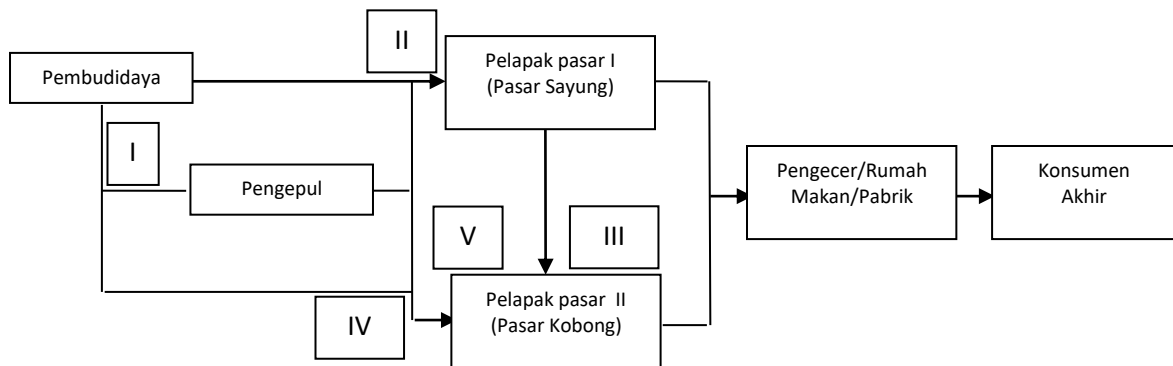 II
Pelapak pasar I
(Pasar Sayung)
Pembudidaya
I
Pengepul
Pengecer/Rumah
Makan/Pabrik
Konsumen
Akhir
V
III
Pelapak pasar II
(Pasar Kobong)
IV